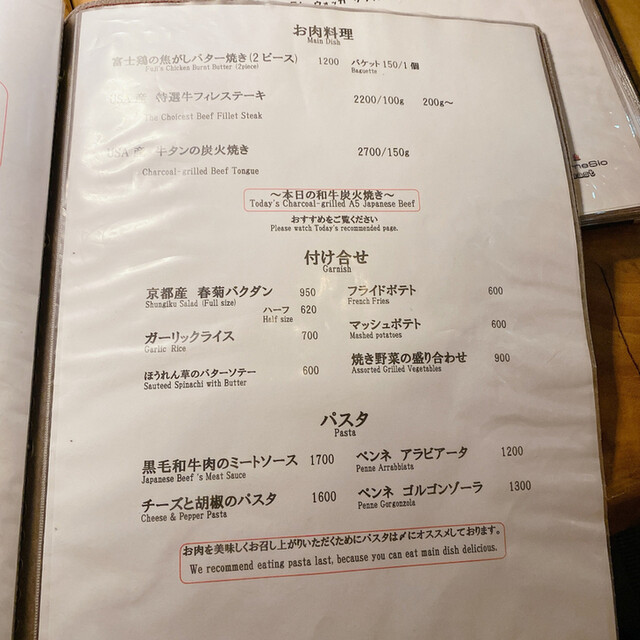 お肉料理
Main Dish
富士鶏の焦がしバター焼き(2ピース) 1200 バケット 150/1個
Fuji's Chicken Burnt Butter (2piece) Baguette
特選牛フィレステーキ 2200/100g 200g〜
The Choicest Beef Fillet Steak
USA産 牛タンの炭火焼き 2700/150g
Charcoal-grilled Beef Tongue
〜本日の和牛炭火焼き〜
Today's Charcoal-grilled A5 Japanese Beef
おすすめをご覧ください
Please watch Today's recommended page.
付け合せ
Garnish
京都産 春菊バクダン 950 フライドポテト 600
Shungiku Salad (Full size) French Fries
ハーフ 620
Half size
ガーリックライス 700 マッシュポテト 600
Garlic Rice Mashed potatoes
ほうれん草のバターソテー 600 焼き野菜の盛り合わせ 900
Sauteed Spinachi with Butter Assorted Grilled Vegetables
パスタ
Pasta
黒毛和牛肉のミートソース 1700 ペンネ アラビアータ 1200
Japanese Beef 's Meat Sauce Penne Arrabbiata
チーズと胡椒のパスタ 1600 ペンネ ゴルゴンゾーラ 1300
Cheese & Pepper Pasta Penne Gorgonzola
お肉を美味しくお召し上がりいただくためにパスタは〆にオススメしております。
We recommend eating pasta last, because you can eat main dish delicious.